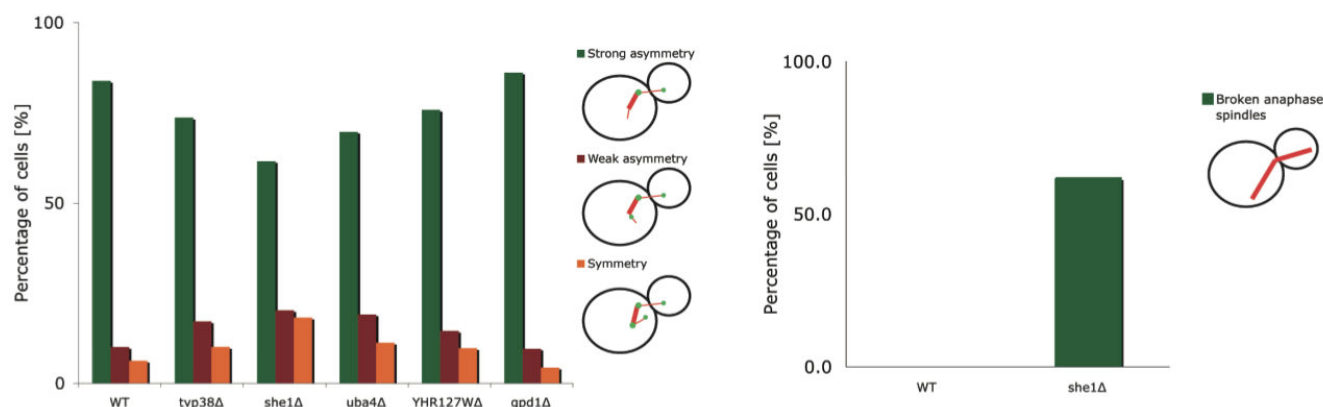 Percentage of cells [%]
100
50
0
WT
typ38Δ
she1Δ
uba4Δ
YHR127WΔ
gpd1Δ
Strong asymmetry
Weak asymmetry
Symmetry
Percentage of cells [%]
100.0
50.0
0.0
WT
she1Δ
Broken anaphase
spindles